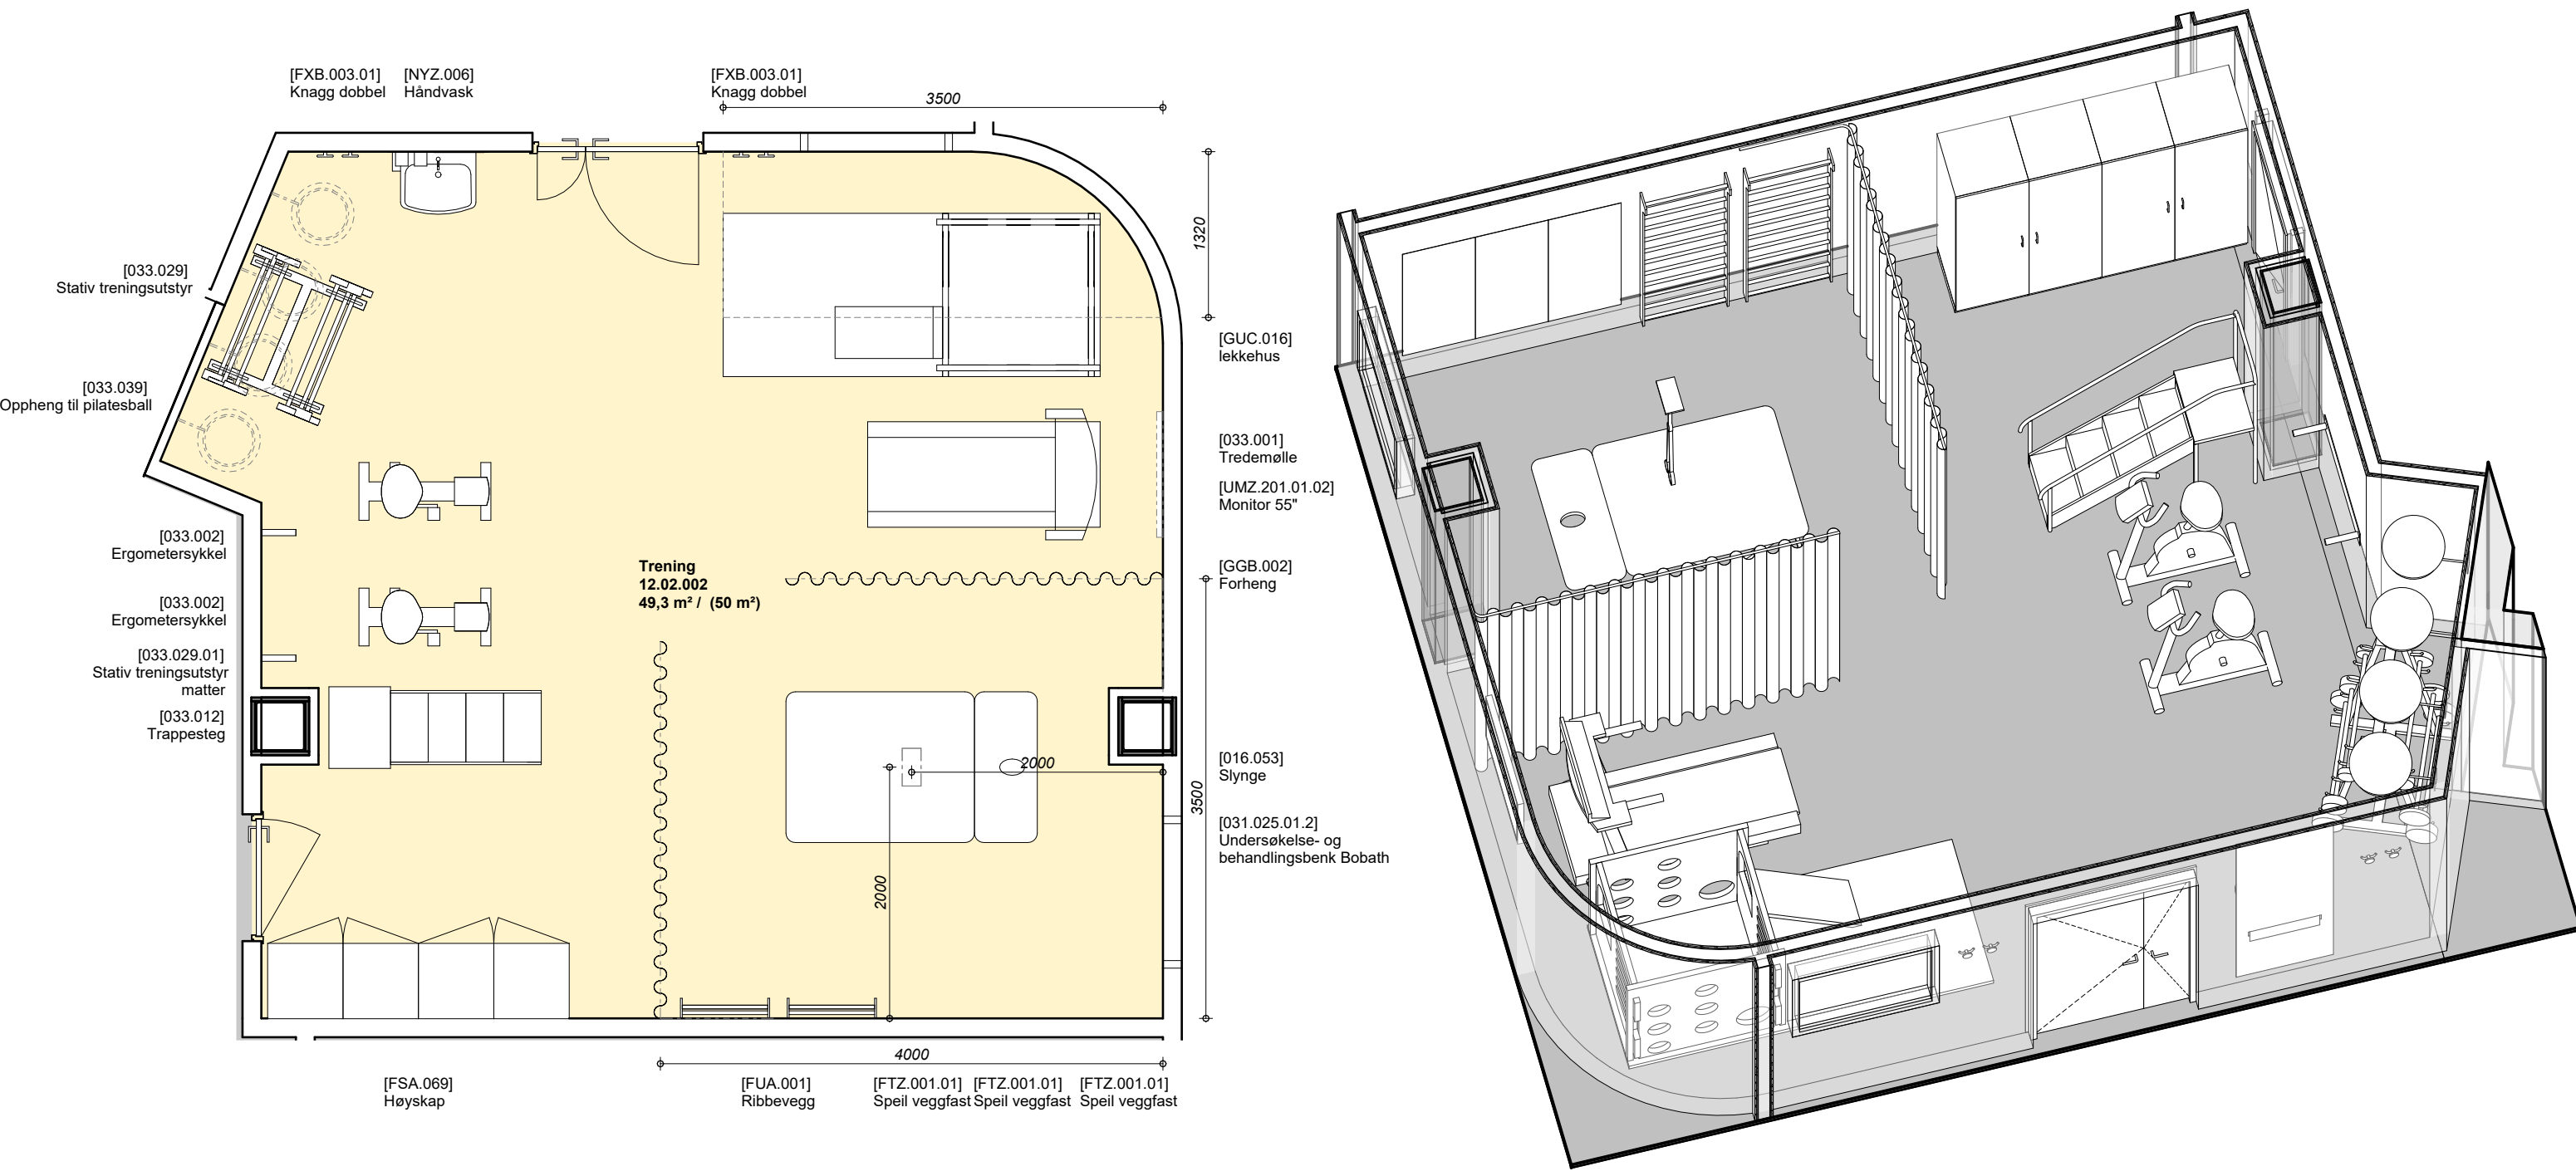 [FXB.003.01]
Knagg dobbel
[NYZ.006]
Håndvask
[FXB.003.01]
Knagg dobbel
3500
1320
[033.029]
Stativ treningsutstyr
[033.039]
Oppheng til pilatesball
[033.002]
Ergometersykkel
[033.002]
Ergometersykkel
[033.029.01]
Stativ treningsutstyr
matter
[033.012]
Trappesteg
Trening
12.02.002
49,3 m² / (50 m²)
2000
2000
3500
[GUC.016]
lekkehus
[033.001]
Tredemølle
[UMZ.201.01.02]
Monitor 55"
[GGB.002]
Forheng
[016.053]
Slynge
[031.025.01.2]
Undersøkelse- og
behandlingsbenk Bobath
4000
[FSA.069]
Høyskap
[FUA.001]
Ribbevegg
[FTZ.001.01]
Speil veggfast
[FTZ.001.01]
Speil veggfast
[FTZ.001.01]
Speil veggfast